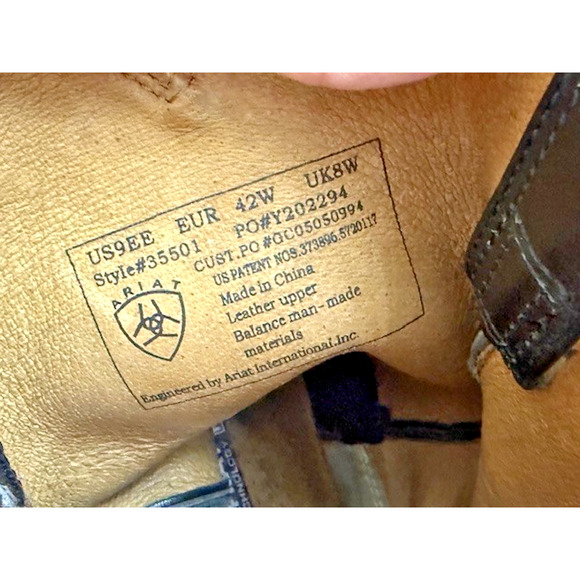 US9EE EUR 42W UK8W
Style#35501 PO#Y202294
CUST.PO #GC05050994
US PATENT NOS.373896,5720117
ARIAT
Made in China
Leather upper
Balance man-made
materials
Engineered by Ariat International.Inc.